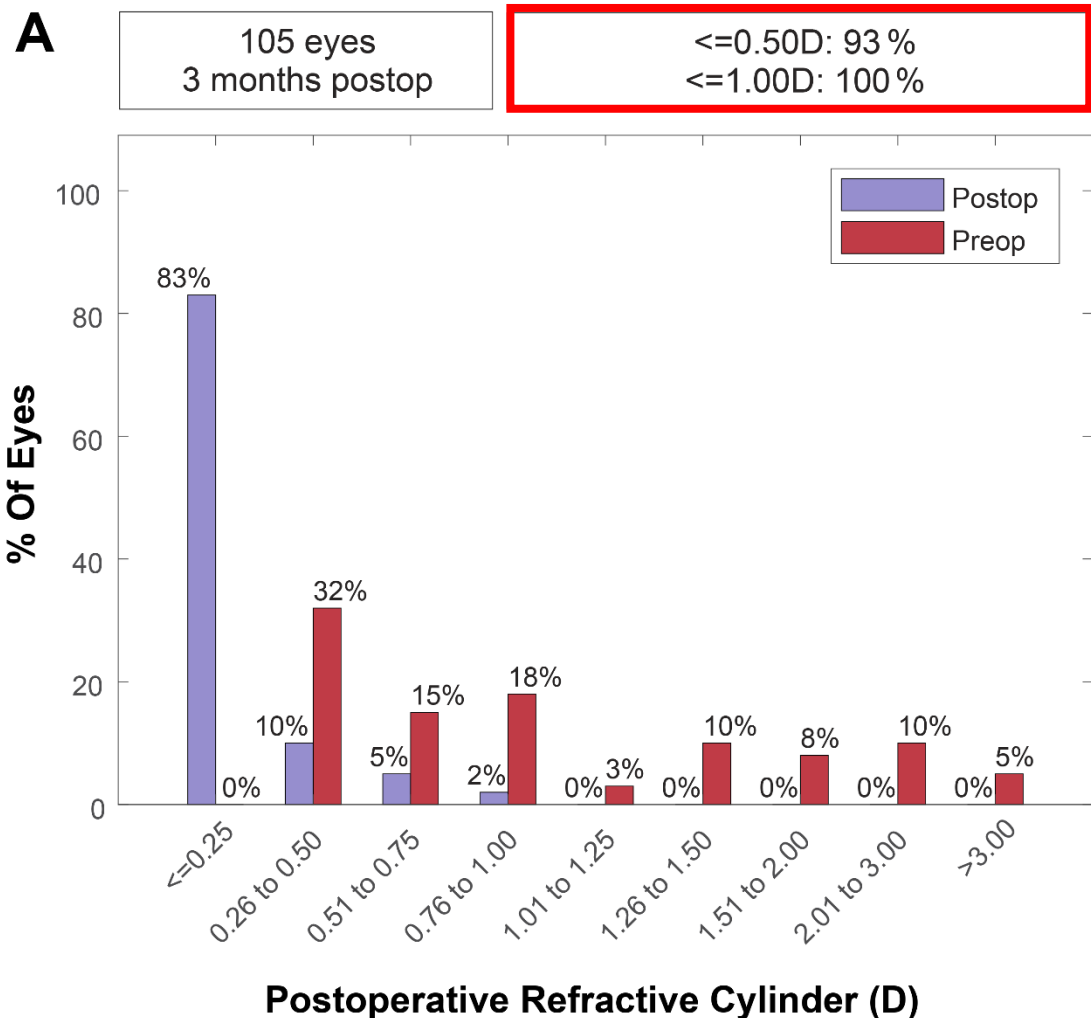 A
105 eyes
3 months postop
<=0.50D: 93 %
<=1.00D: 100 %
Postop
Preop
% Of Eyes
100
80
60
40
20
0
83%
0%
10%
32%
5%
15%
2%
18%
0%
3%
0%
10%
0%
8%
0%
10%
0%
5%
<=0.25
0.26 to 0.50
0.51 to 0.75
0.76 to 1.00
1.01 to 1.25
1.26 to 1.50
1.51 to 2.00
2.01 to 3.00
>3.00
Postoperative Refractive Cylinder (D)